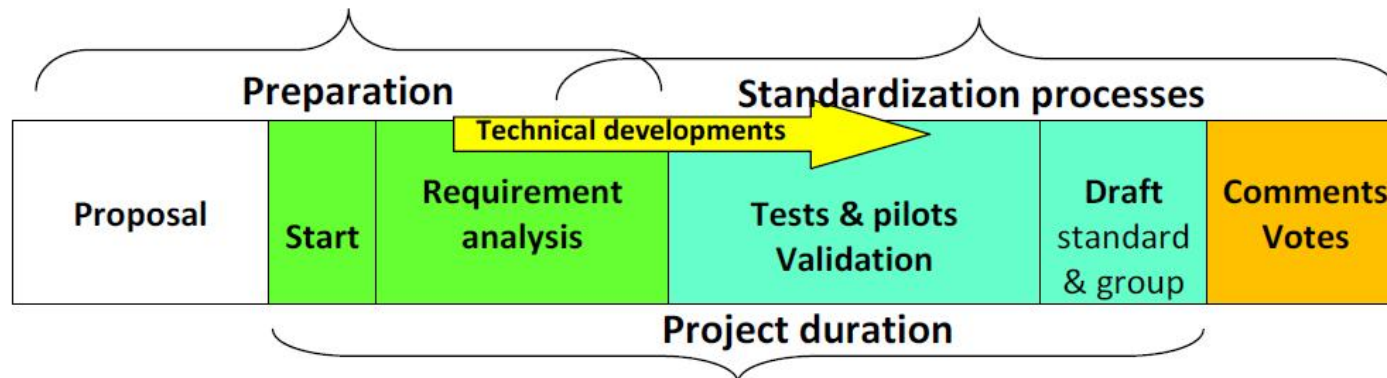 Preparation
Standardization processes
Technical developments
Proposal
Start
Requirement
analysis
Tests & pilots
Validation
Draft
standard
& group
Comments
Votes
Project duration